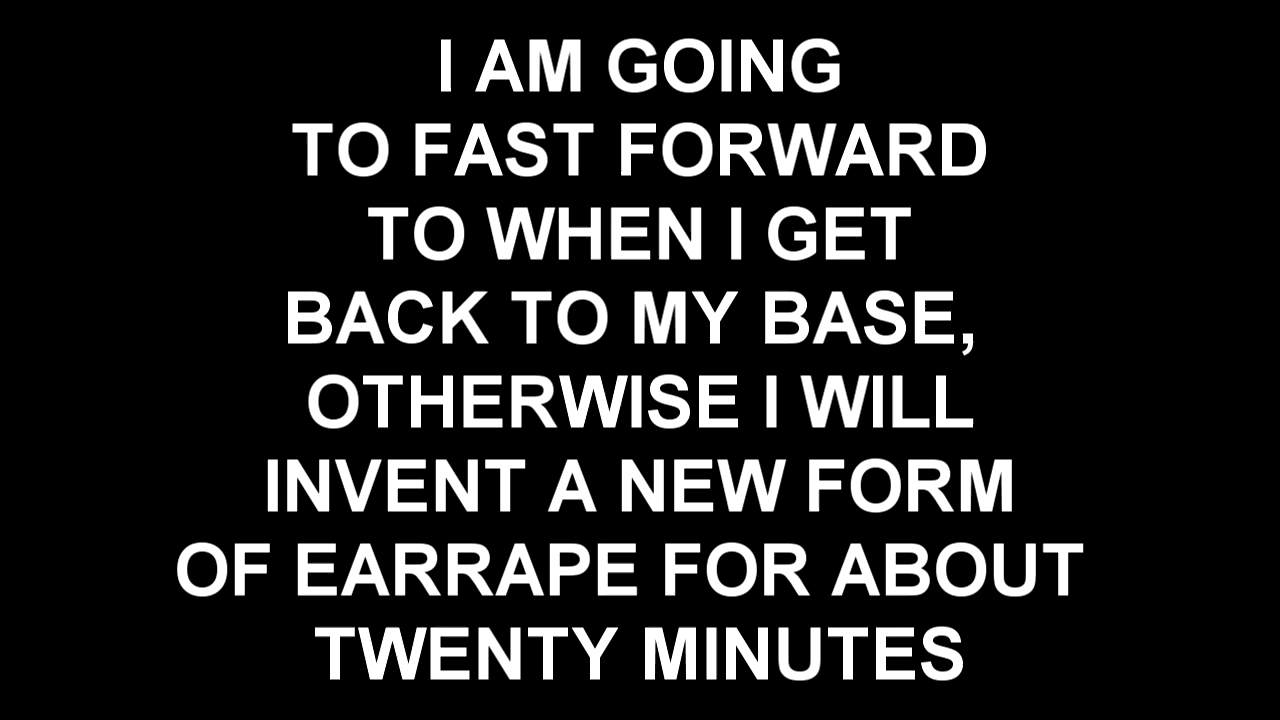 I AM GOING
TO FAST FORWARD
TO WHEN I GET
BACK TO MY BASE,
OTHERWISE I WILL
INVENT A NEW FORM
OF EARRAPE FOR ABOUT
TWENTY MINUTES